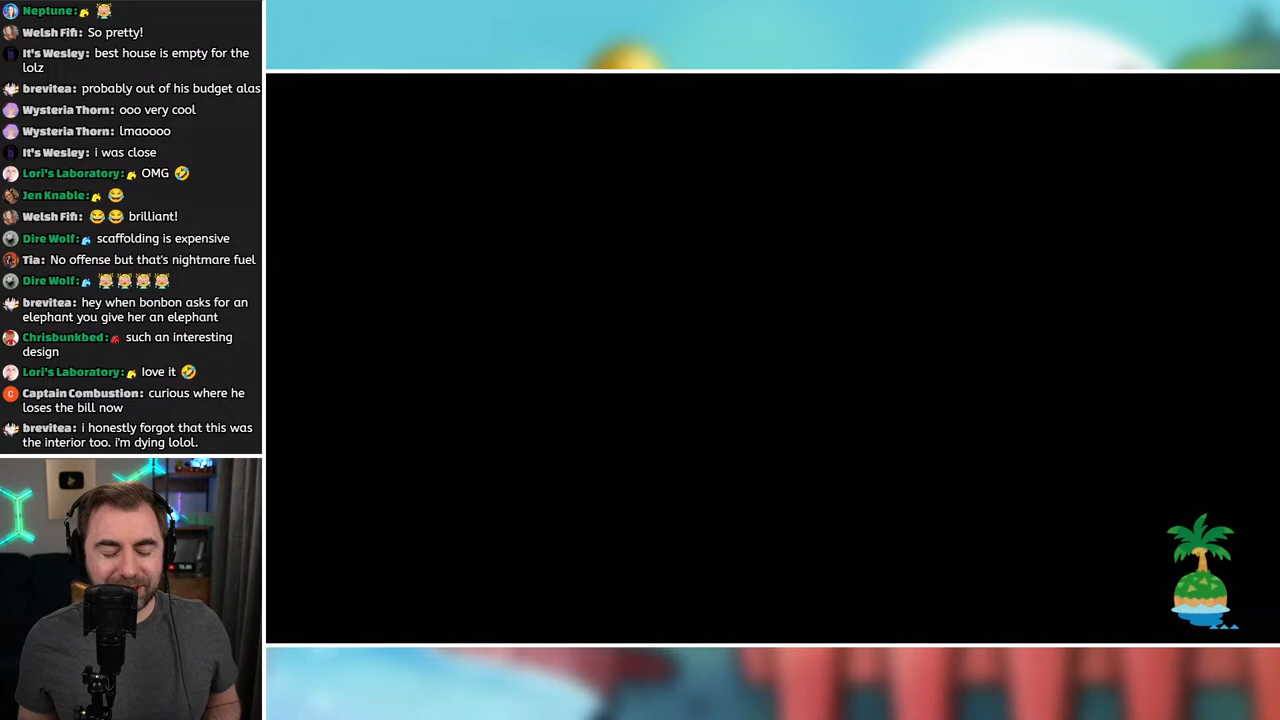 Neptune:
Welsh Fifi: So pretty!
It's Wesley: best house is empty for the
lolz
brevitea: probably out of his budget alas
Wysteria Thorn: ooo very cool
Wysteria Thorn: lmaoooo
It's Wesley: i was close
Lori's Laboratory: OMG 🤣
Jen Knable: 😂
Welsh Fifi: 😂 😂 brilliant!
Dire Wolf: scaffolding is expensive
Tia: No offense but that's nightmare fuel
Dire Wolf:
brevitea: hey when bonbon asks for an
elephant you give her an elephant
Chrisbunkbed: such an interesting
design
Lori's Laboratory: love it 🤣
C Captain Combustion: curious where he
loses the bill now
brevitea: i honestly forgot that this was
the interior too. i'm dying lolol.